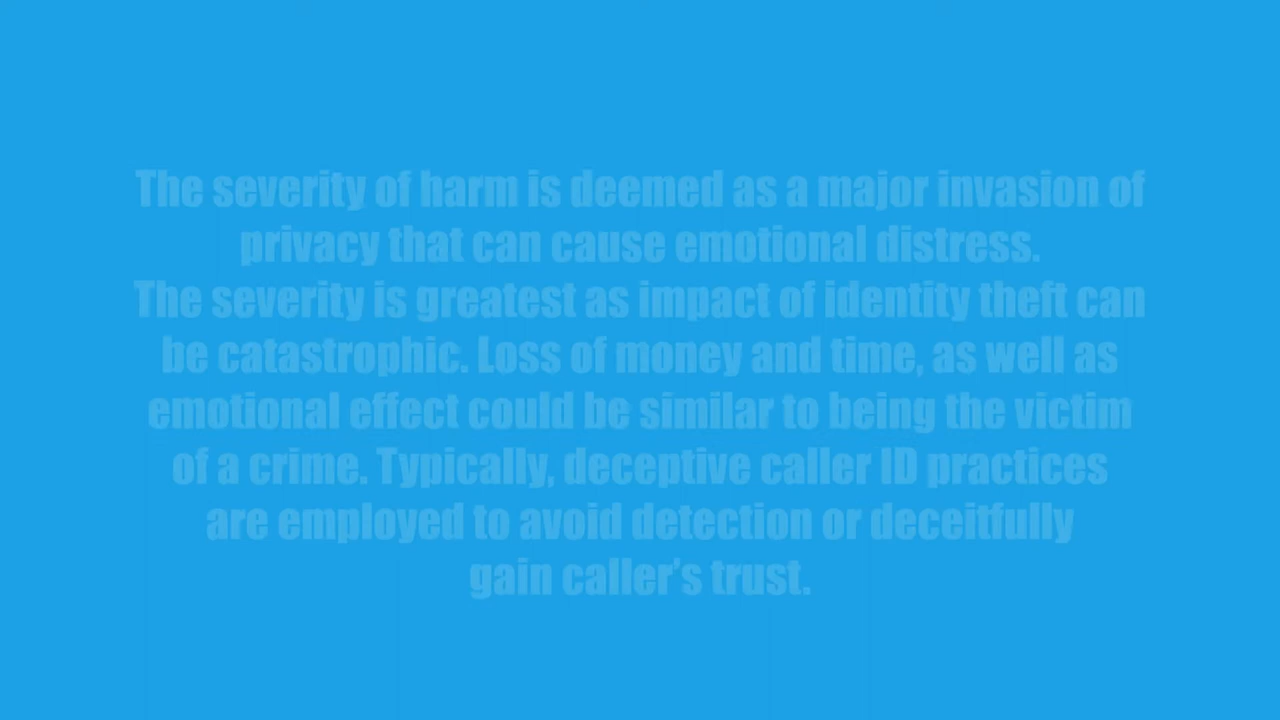 The severity of harm is deemed as a major invasion of
privacy that can cause emotional distress.
The severity is greatest as impact of identity theft can
be catastrophic. Loss of money and time, as well as
emotional effect could be similar to being the victim
of a crime. Typically, deceptive caller ID practices
are employed to avoid detection or deceitfully
gain caller's trust.